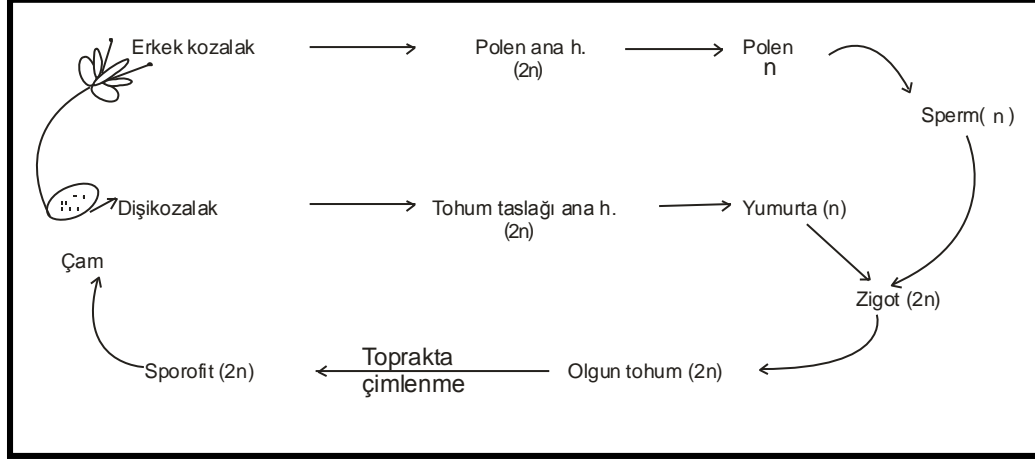 Erkek kozalak
Polen ana h.
(2n)
Polen
n
Sperm( n )
Dişikozalak
Tohum taslağı ana h.
(2n)
Yumurta (n)
Çam
Zigot (2n)
Sporofit (2n)
Toprakta
çimlenme
Olgun tohum (2n)